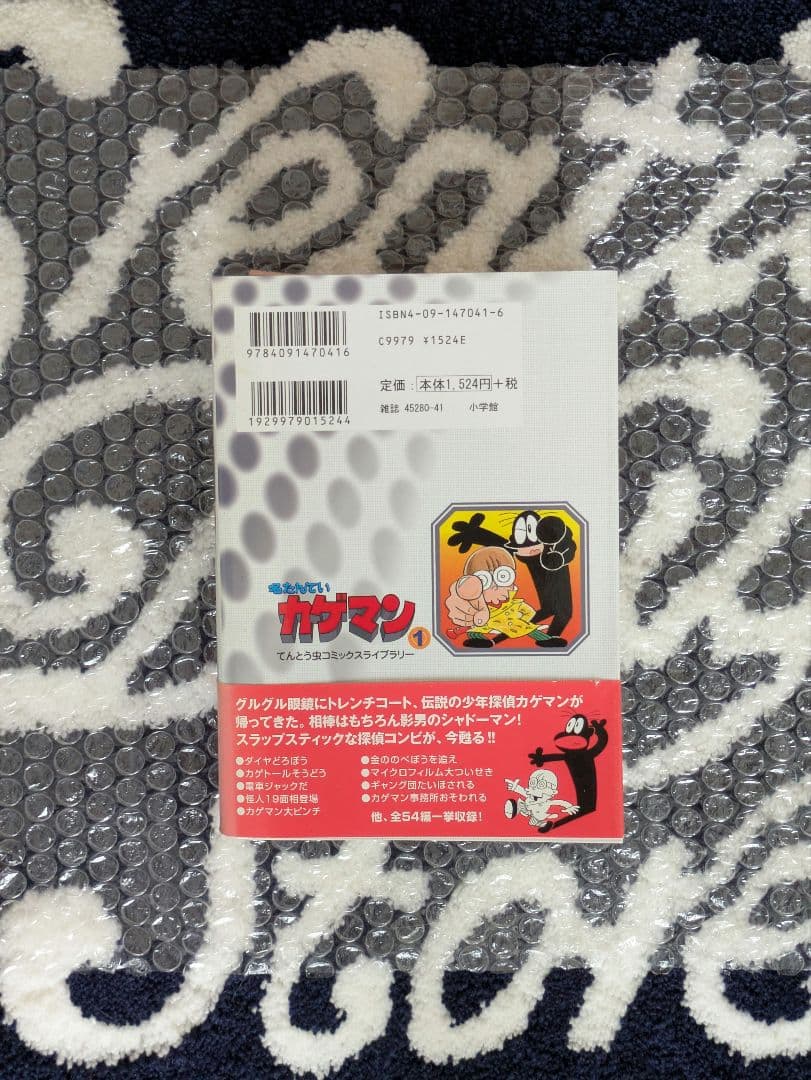 Creative
Store
ISBN4-09-147041-6
9784091470416
C9979 ¥1524E
定価：本体1,524円+税
1929979015244
雑誌 45280-41 小学館
名たんてい
カゲマン
1
てんとう虫コミックスライブラリー
グルグル眼鏡にトレンチコート、伝説の少年探偵カゲマンが
帰ってきた。相棒はもちろん影男のシャドーマン！
スラップスティックな探偵コンビが、今甦る!!
●ダイヤどろぼう
●カゲトールそうどう
●電車ジャックだ
●怪人19面相登場
●カゲマン大ピンチ
●金ののべぼうを追え
●マイクロフィルム大ついせき
●ギャング団たいほされる
●カゲマン事務所おそわれる
他、全54編一挙収録！